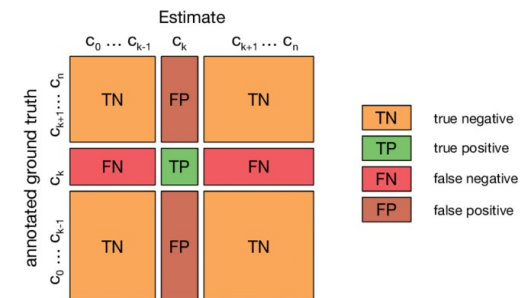 Estimate
c0 ... ck-1 ck ck+1 ... cn
annotated ground truth
ck+1 ... cn
TN FP TN
ck
FN TP FN
c0 ... ck-1
TN FP TN
TN true negative
TP true positive
FN false negative
FP false positive